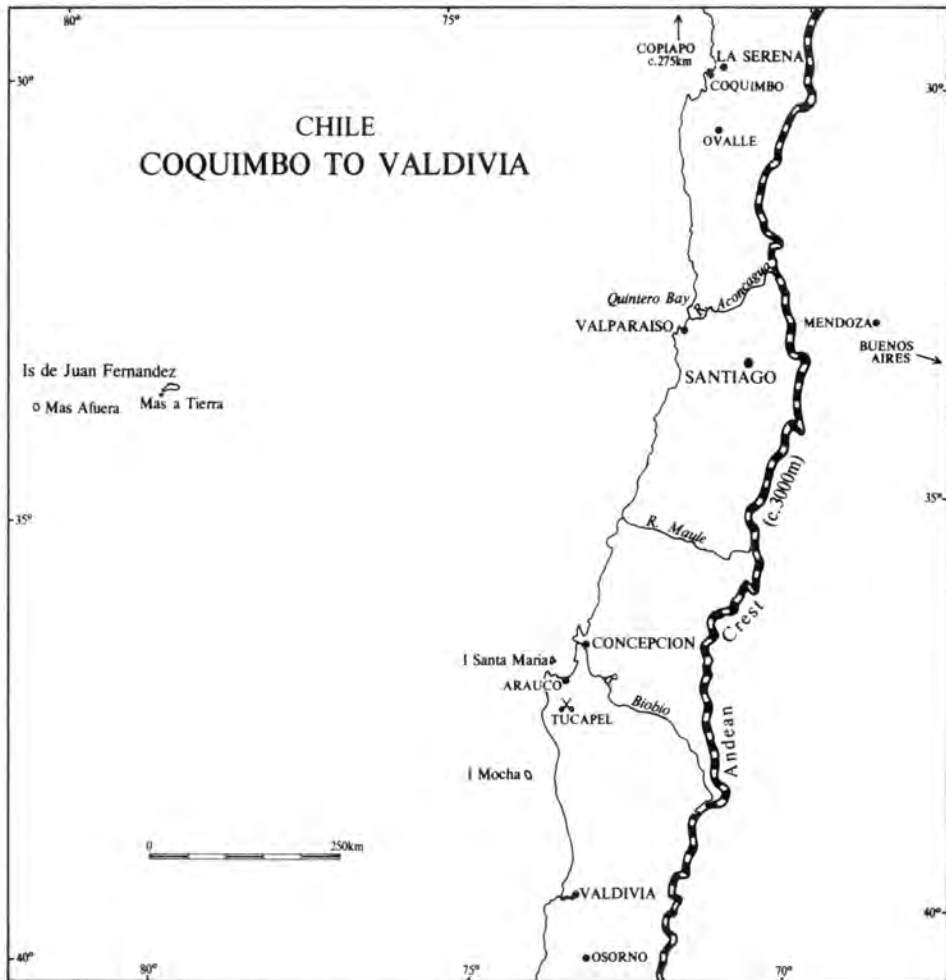 80°
75°
COPIAPO
c.275km
LA SERENA
COQUIMBO
30°
30°
OVALLE
CHILE
COQUIMBO TO VALDIVIA
Quintero Bay
Aconcagua
VALPARAISO
MENDOZA
BUENOS
AIRES
SANTIAGO
Is de Juan Fernandez
Mas Afuera
Mas a Tierra
(c.3000m)
35°
35°
R. Maule
Crest
CONCEPCION
I Santa Maria
ARAUCO
TUCAPEL
Biobio
Andean
I Mocha
0
250km
VALDIVIA
40°
40°
OSORNO
80°
75°
70°